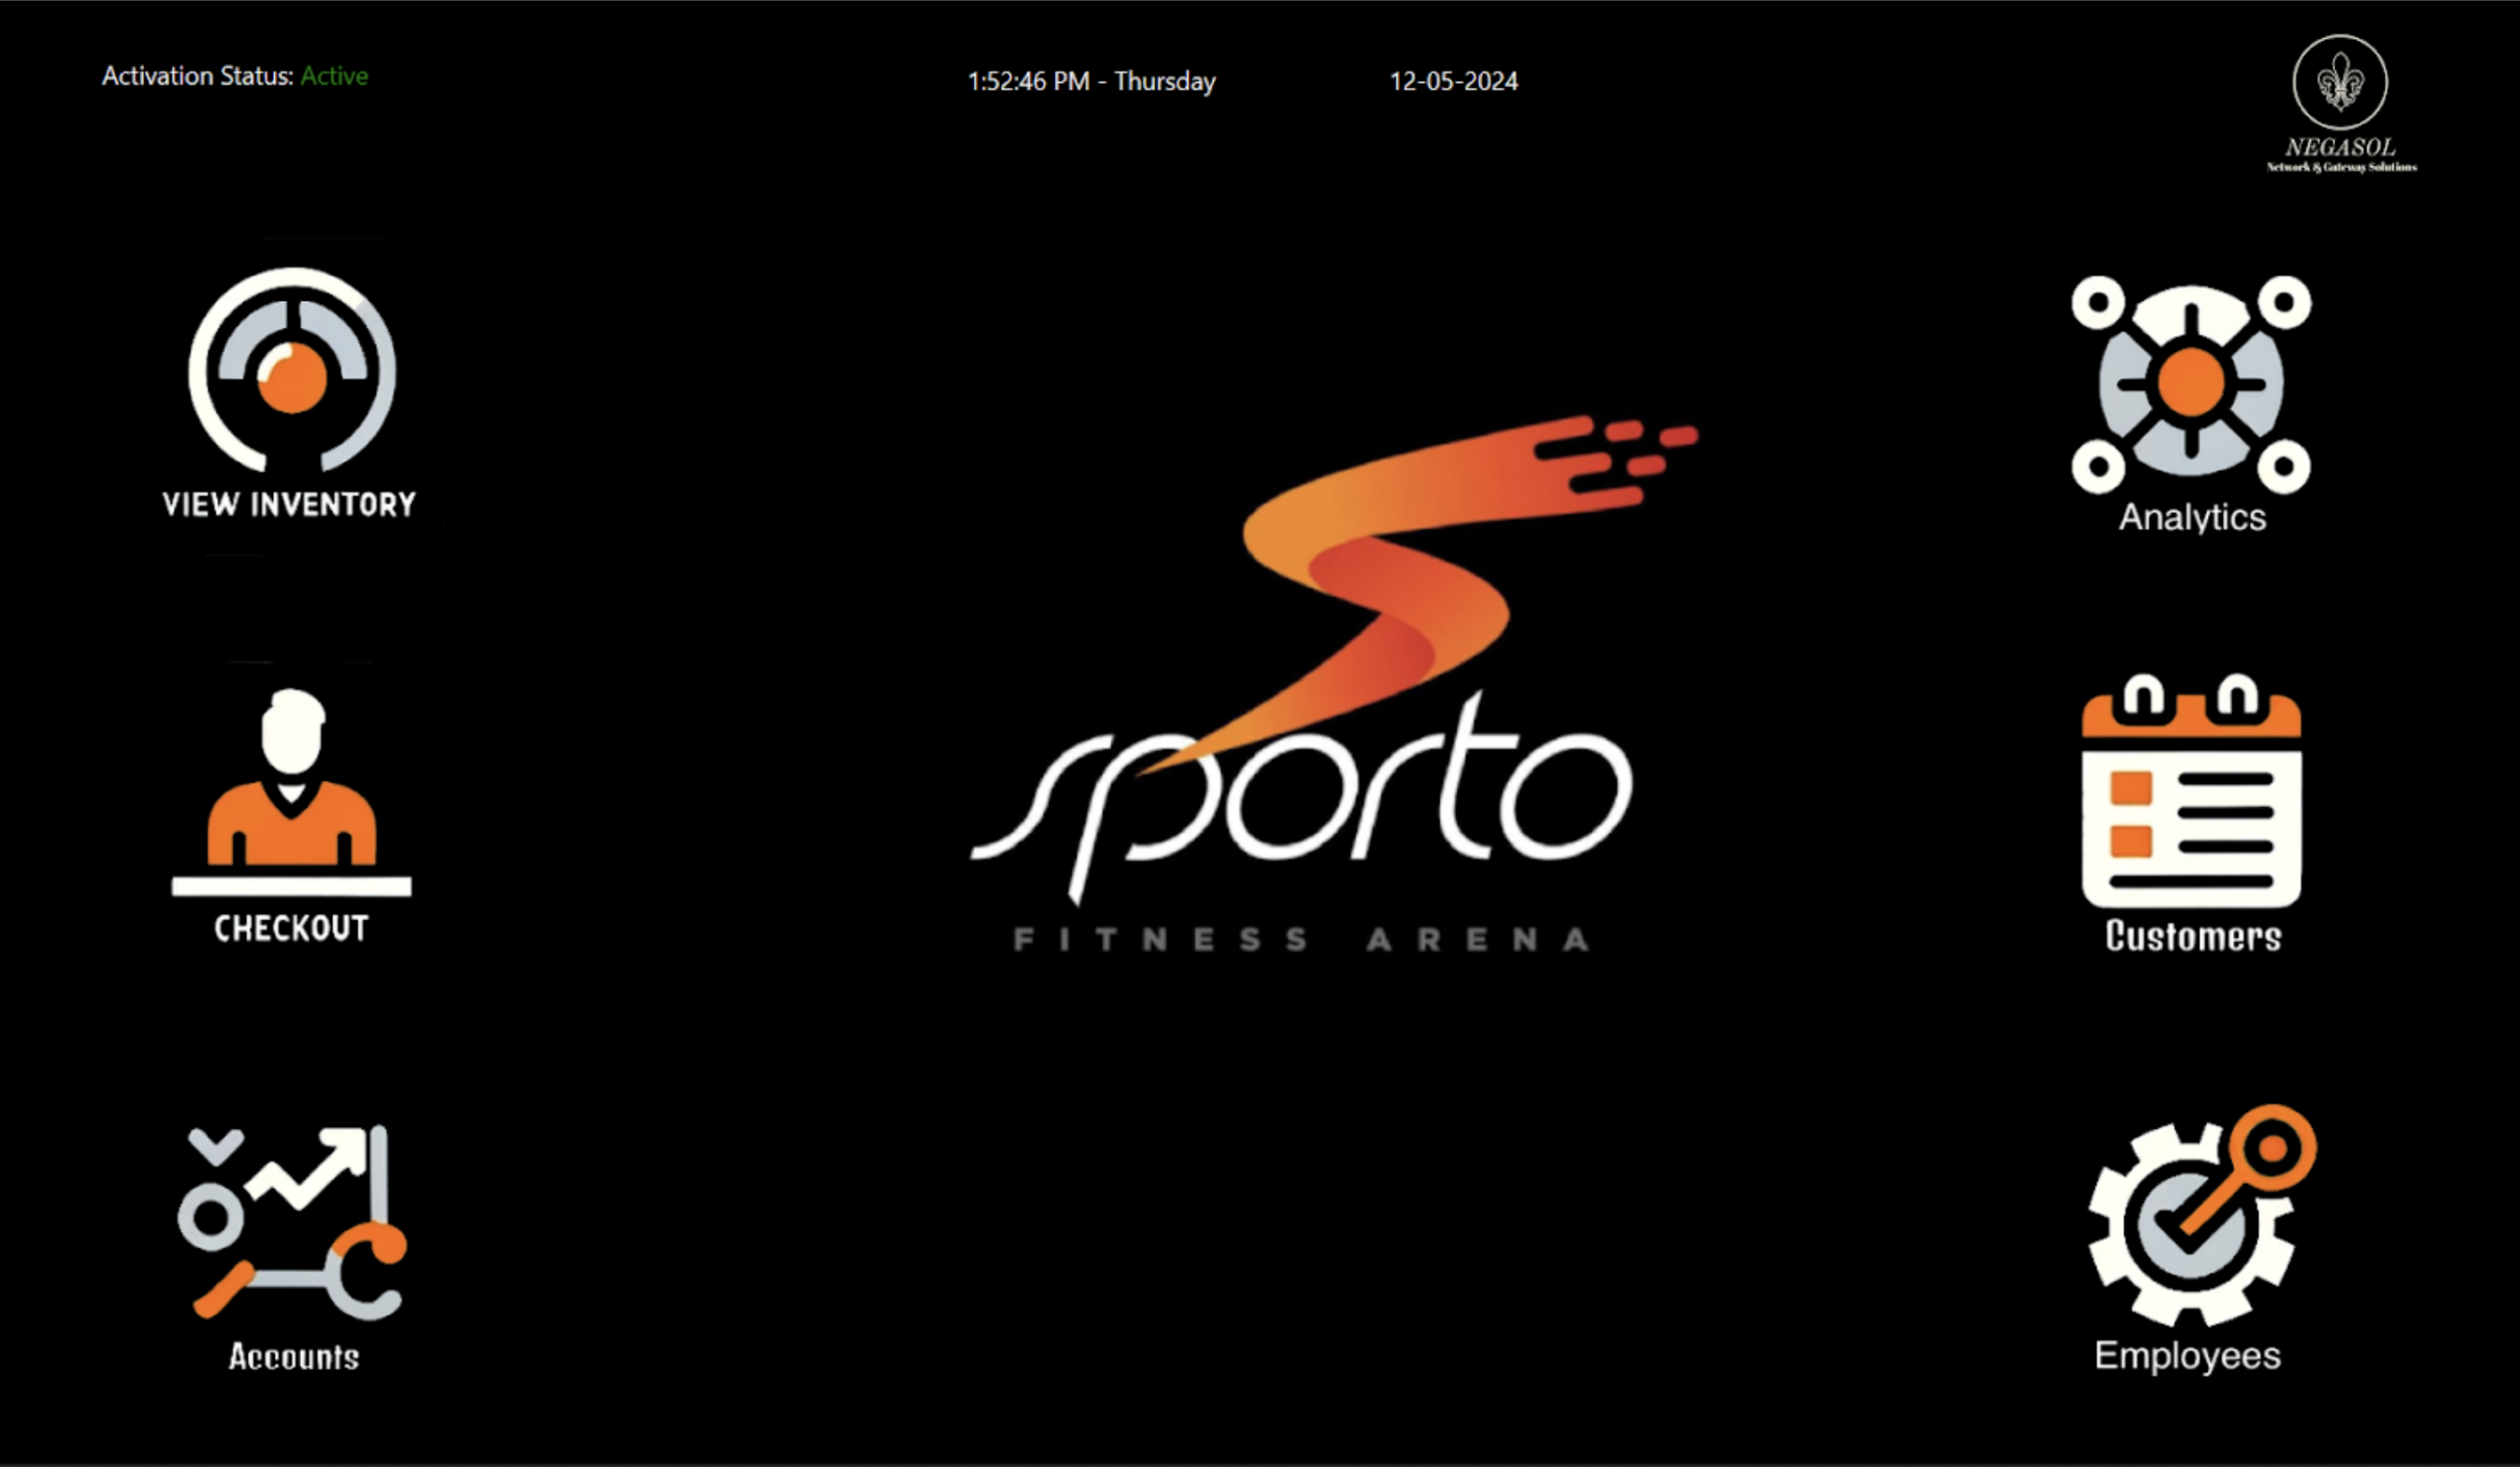 Activation Status: Active
1:52:46 PM - Thursday
12-05-2024
NEGASOL
Network & Gateway Solutions
VIEW INVENTORY
Analytics
sporto
FITNESS ARENA
CHECKOUT
Customers
Accounts
Employees